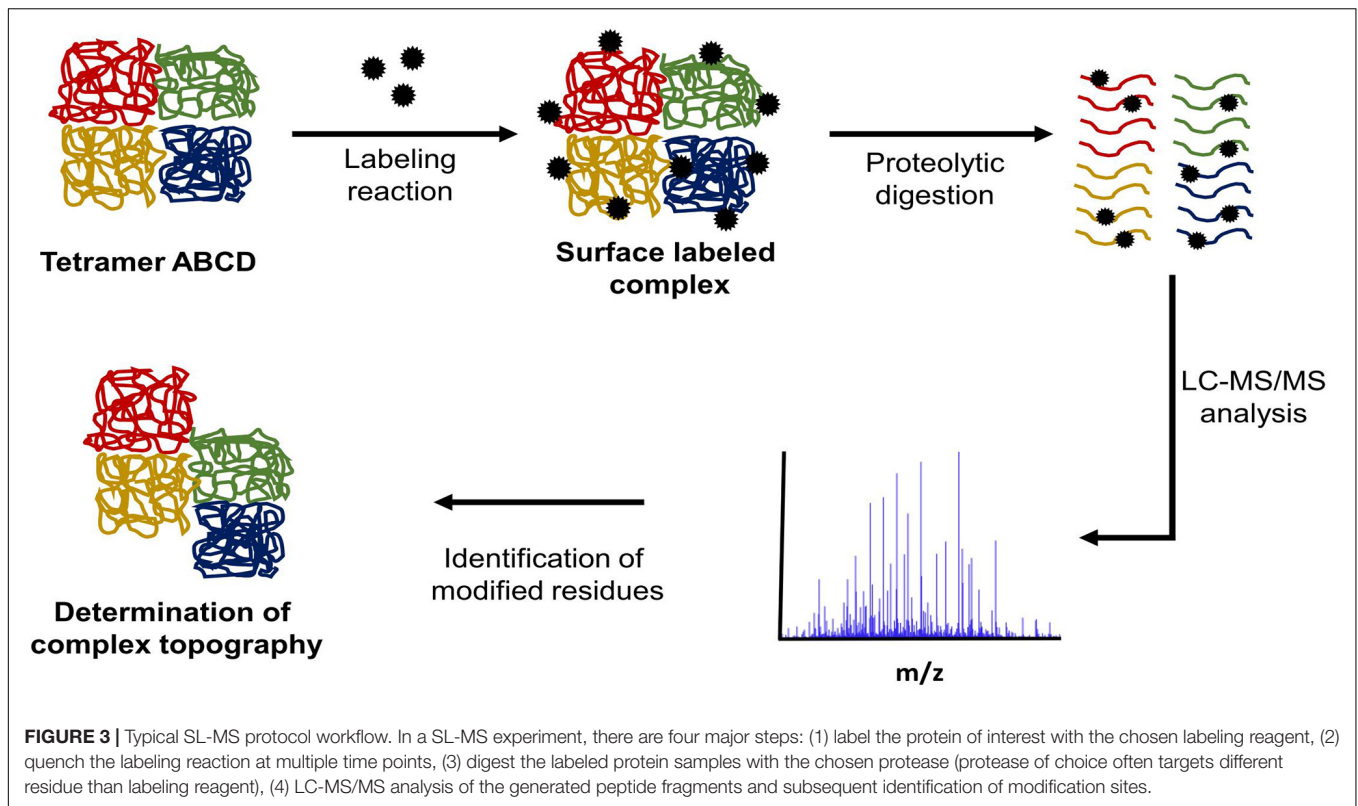 Labeling
reaction
Proteolytic
digestion
Tetramer ABCD
Surface labeled
complex
LC-MS/MS
analysis
Identification of
modified residues
Determination of
complex topography
m/z
FIGURE 3 | Typical SL-MS protocol workflow. In a SL-MS experiment, there are four major steps: (1) label the protein of interest with the chosen labeling reagent, (2)
quench the labeling reaction at multiple time points, (3) digest the labeled protein samples with the chosen protease (protease of choice often targets different
residue than labeling reagent), (4) LC-MS/MS analysis of the generated peptide fragments and subsequent identification of modification sites.